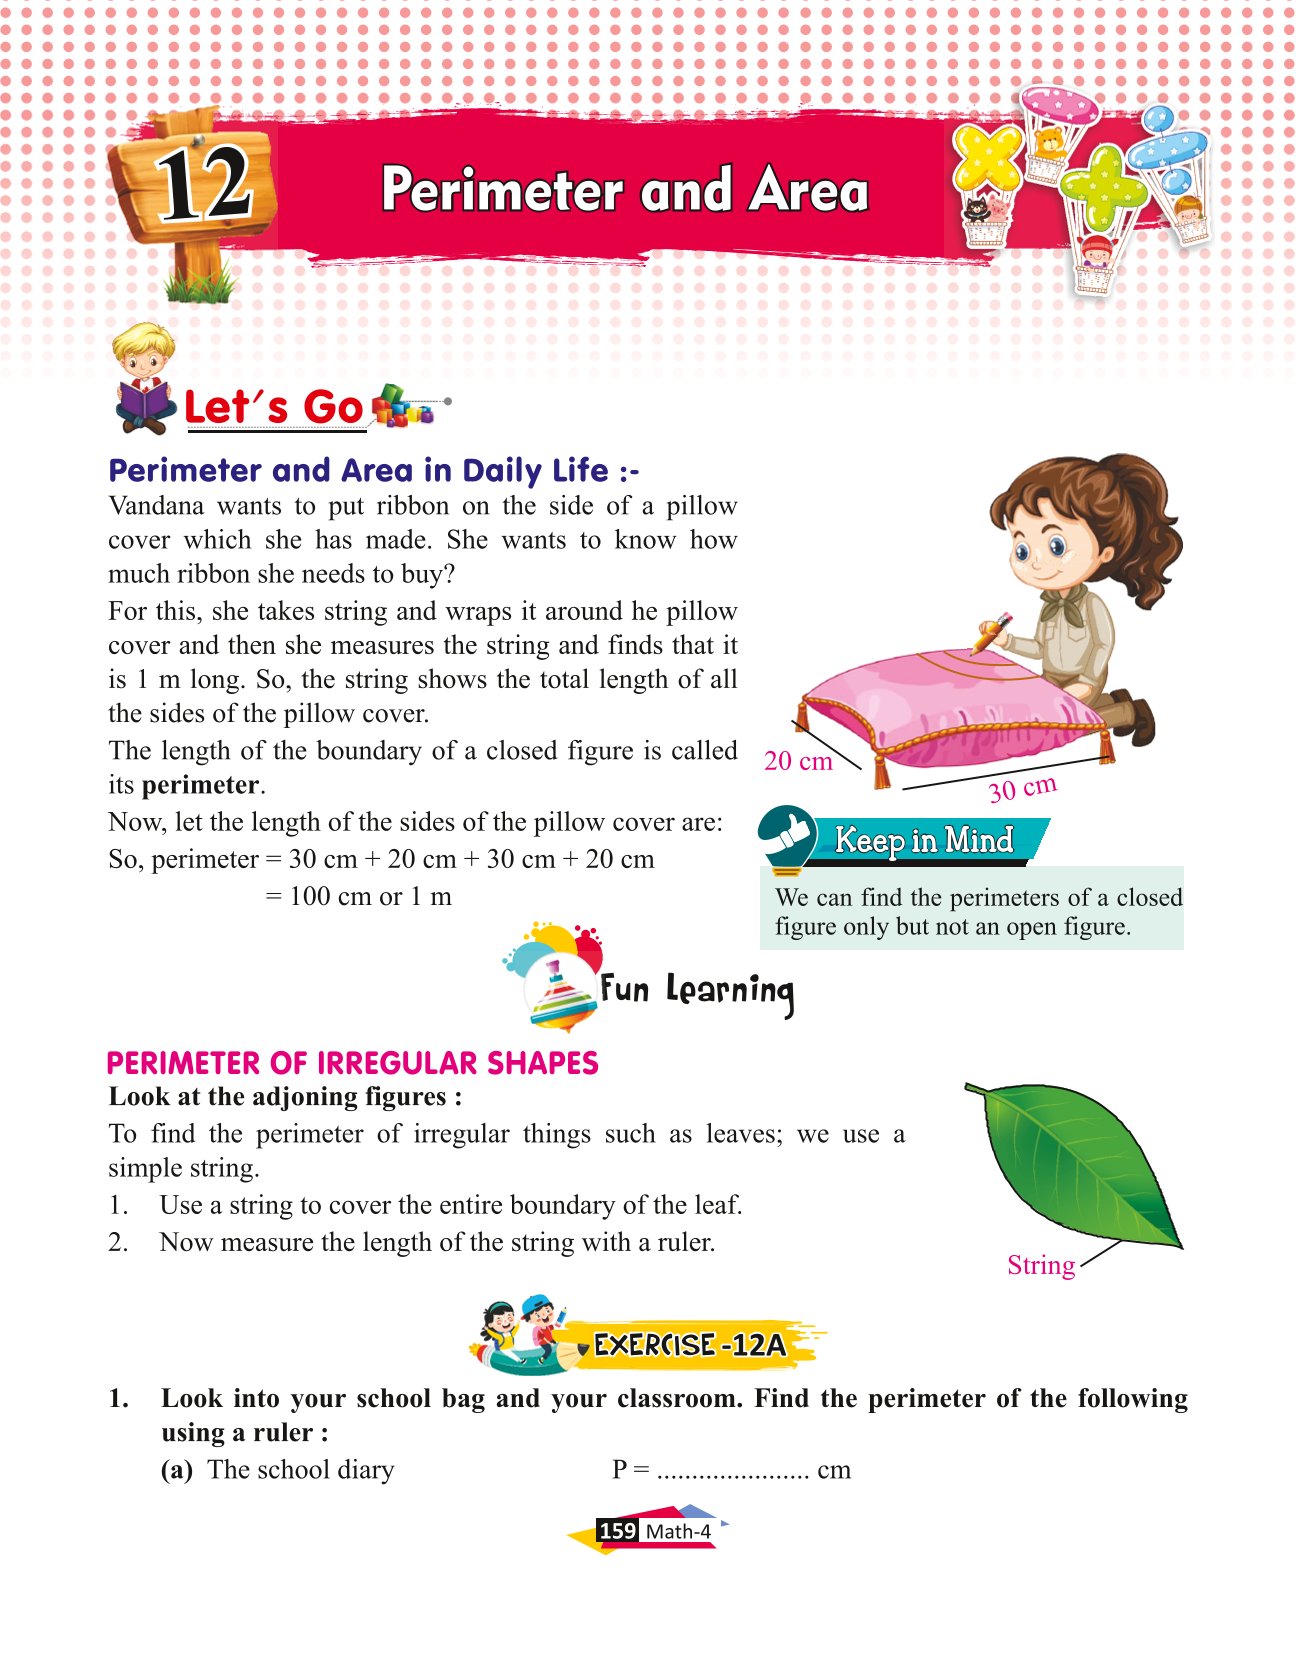 12
Perimeter and Area
Let's Go
Perimeter and Area in Daily Life :-
Vandana wants to put ribbon on the side of a pillow
cover which she has made. She wants to know how
much ribbon she needs to buy?
For this, she takes string and wraps it around he pillow
cover and then she measures the string and finds that it
is 1 m long. So, the string shows the total length of all
the sides of the pillow cover.
The length of the boundary of a closed figure is called
its perimeter.
Now, let the length of the sides of the pillow cover are:
So, perimeter = 30 cm + 20 cm + 30 cm + 20 cm
= 100 cm or 1 m
20 cm
30 cm
Keep in Mind
We can find the perimeters of a closed
figure only but not an open figure.
Fun Learning
PERIMETER OF IRREGULAR SHAPES
Look at the adjoning figures :
To find the perimeter of irregular things such as leaves; we use a
simple string.
1. Use a string to cover the entire boundary of the leaf.
2. Now measure the length of the string with a ruler.
String
EXERCISE -12A
1. Look into your school bag and your classroom. Find the perimeter of the following
using a ruler :
(a) The school diary P = ...................... cm
159 Math-4